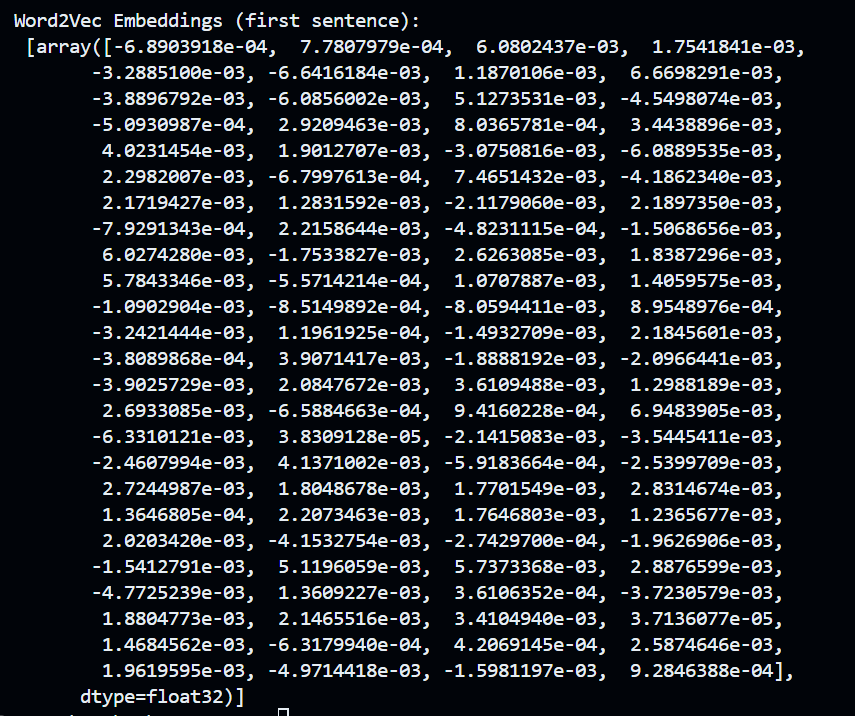 Word2Vec Embeddings (first sentence):
[array([-6.8903918e-04, 7.7807979e-04, 6.0802437e-03, 1.7541841e-03,
-3.2885100e-03, -6.6416184e-03, 1.1870106e-03, 6.6698291e-03,
-3.8896792e-03, -6.0856002e-03, 5.1273531e-03, -4.5498074e-03,
-5.0930987e-04, 2.9209463e-03, 8.0365781e-04, 3.4438896e-03,
4.0231454e-03, 1.9012707e-03, -3.0750816e-03, -6.0889535e-03,
2.2982007e-03, -6.7997613e-04, 7.4651432e-03, -4.1862340e-03,
2.1719427e-03, 1.2831592e-03, -2.1179060e-03, 2.1897350e-03,
-7.9291343e-04, 2.2158644e-03, -4.8231115e-04, -1.5068656e-03,
6.0274280e-03, -1.7533827e-03, 2.6263085e-03, 1.8387296e-03,
5.7843346e-03, -5.5714214e-04, 1.0707887e-03, 1.4059575e-03,
-1.0902904e-03, -8.5149892e-04, -8.0594411e-03, 8.9548976e-04,
-3.2421444e-03, 1.1961925e-04, -1.4932709e-03, 2.1845601e-03,
-3.8089868e-04, 3.9071417e-03, -1.8888192e-03, -2.0966441e-03,
-3.9025729e-03, 2.0847672e-03, 3.6109488e-03, 1.2988189e-03,
2.6933085e-03, -6.5884663e-04, 9.4160228e-04, 6.9483905e-03,
-6.3310121e-03, 3.8309128e-05, -2.1415083e-03, -3.5445411e-03,
-2.4607994e-03, 4.1371002e-03, -5.9183664e-04, -2.5399709e-03,
2.7244987e-03, 1.8048678e-03, 1.7701549e-03, 2.8314674e-03,
1.3646805e-04, 2.2073463e-03, 1.7646803e-03, 1.2365677e-03,
2.0203420e-03, -4.1532754e-03, -2.7429700e-04, -1.9626906e-03,
-1.5412791e-03, 5.1196059e-03, 5.7373368e-03, 2.8876599e-03,
-4.7725239e-03, 1.3609227e-03, 3.6106352e-04, -3.7230579e-03,
1.8804773e-03, 2.1465516e-03, 3.4104940e-03, 3.7136077e-05,
1.4684562e-03, -6.3179940e-04, 4.2069145e-04, 2.5874646e-03,
1.9619595e-03, -4.9714418e-03, -1.5981197e-03, 9.2846388e-04],
dtype=float32)]